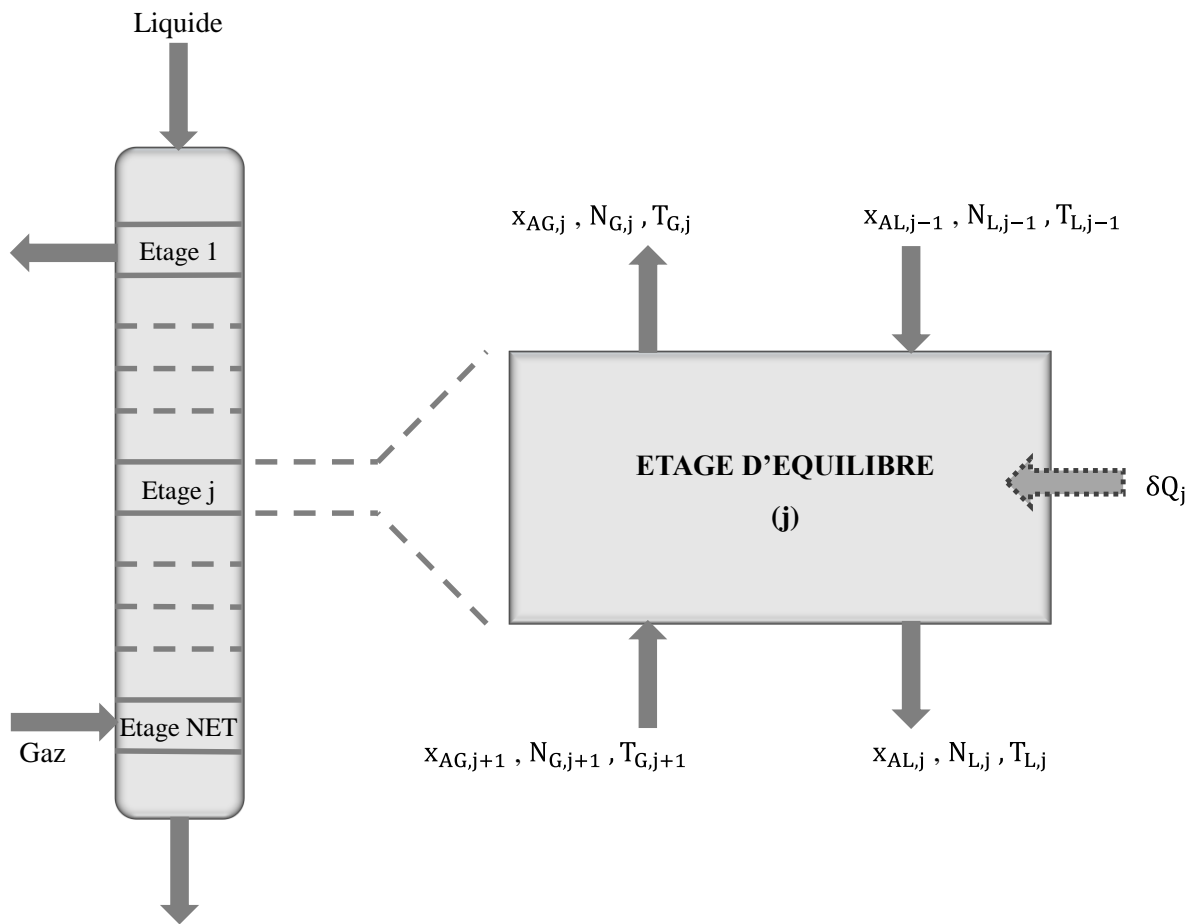 Liquide
Etage 1
Etage j
Etage NET
Gaz
x_{AG,j} , N_{G,j} , T_{G,j}
x_{AL,j−1} , N_{L,j−1} , T_{L,j−1}
ETAGE D'EQUILIBRE
(j)
δQ_j
x_{AG,j+1} , N_{G,j+1} , T_{G,j+1}
x_{AL,j} , N_{L,j} , T_{L,j}